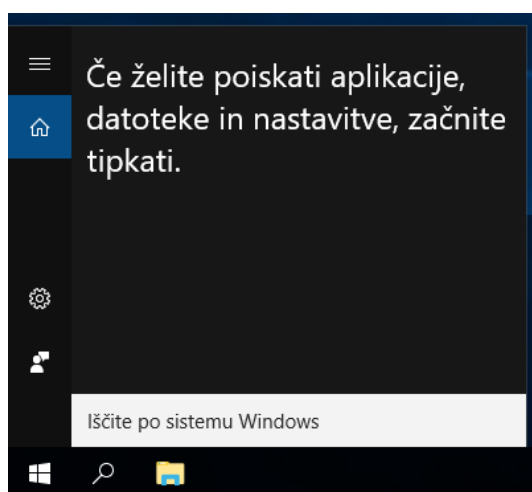 Če želite poiskati aplikacije,
datoteke in nastavitve, začnite
tipkati.
Iščite po sistemu Windows